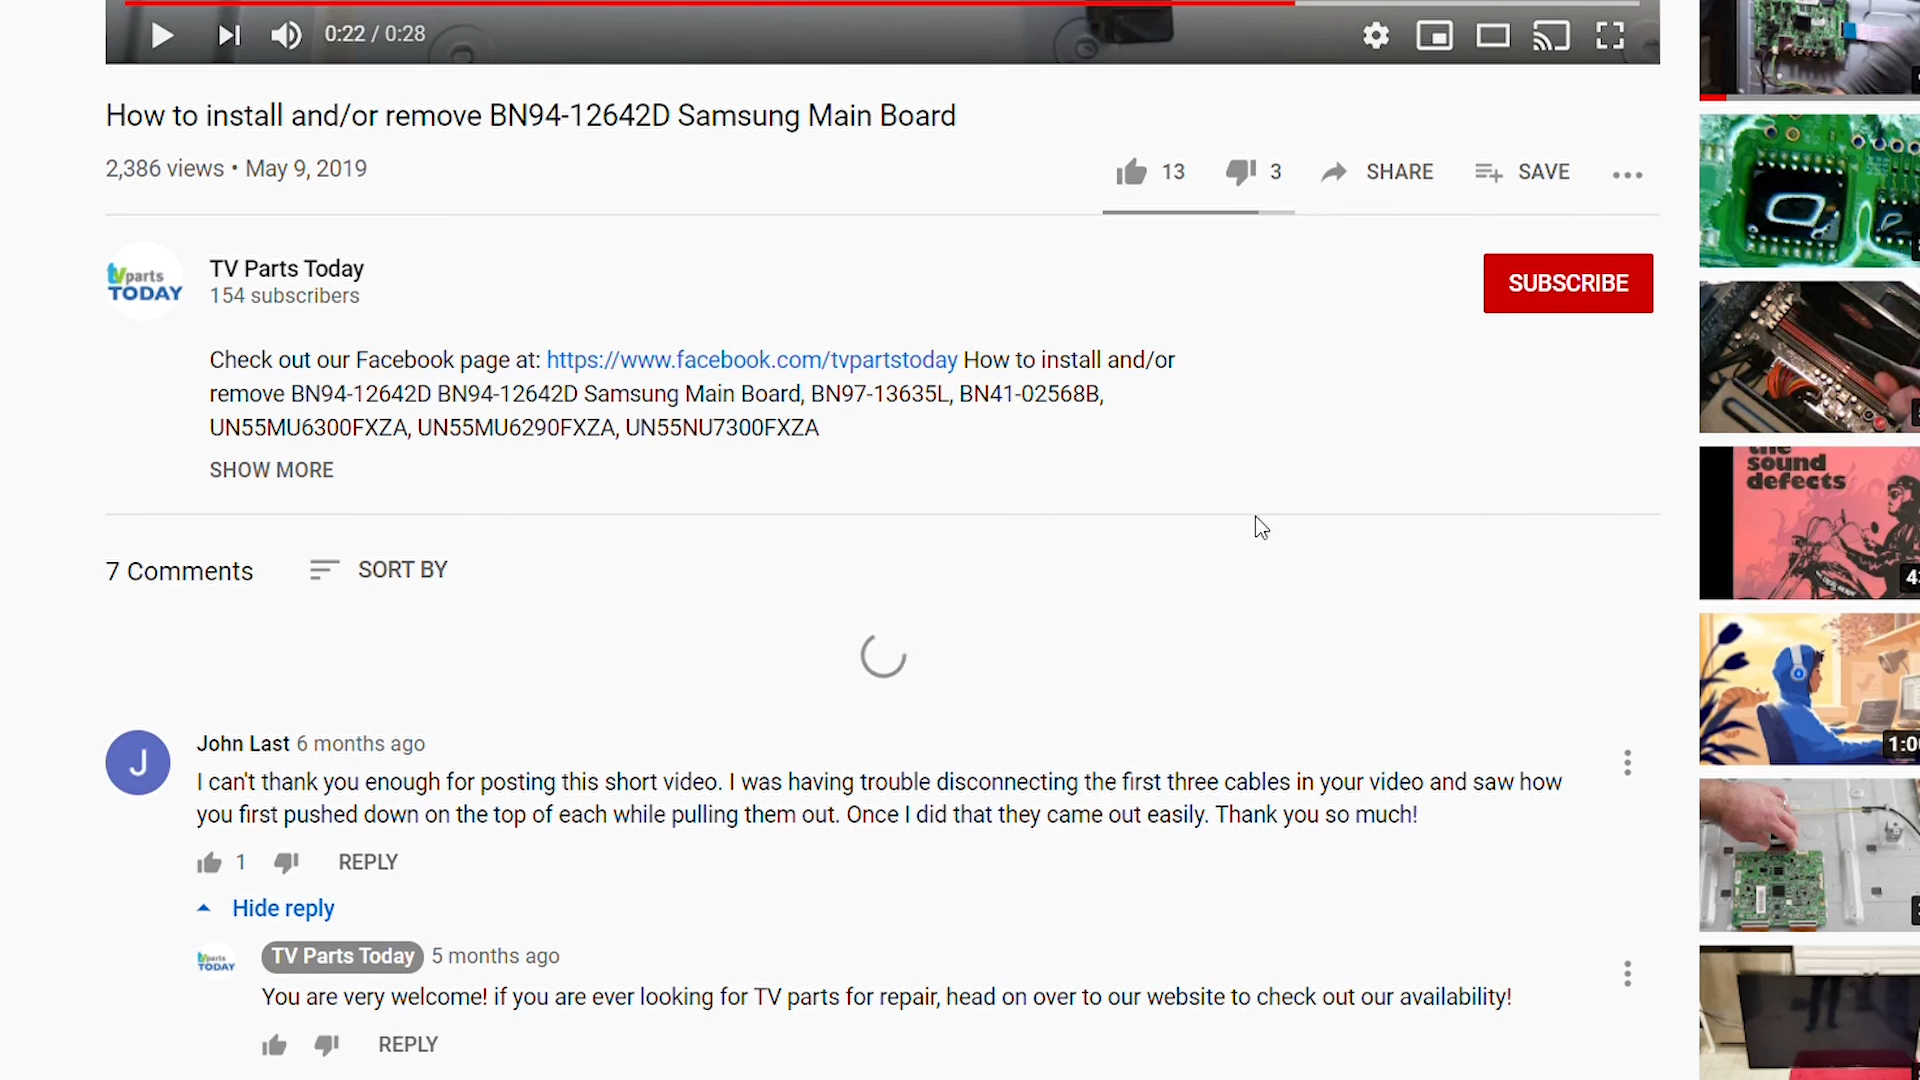 0:22 / 0:28
How to install and/or remove BN94-12642D Samsung Main Board
2,386 views • May 9, 2019
13
3
SHARE
SAVE
tvparts
TODAY
TV Parts Today
154 subscribers
SUBSCRIBE
Check out our Facebook page at: https://www.facebook.com/tvpartstoday How to install and/or
remove BN94-12642D BN94-12642D Samsung Main Board, BN97-13635L, BN41-02568B,
UN55MU6300FXZA, UN55MU6290FXZA, UN55NU7300FXZA
SHOW MORE
7 Comments
SORT BY
J
John Last 6 months ago
I can't thank you enough for posting this short video. I was having trouble disconnecting the first three cables in your video and saw how
you first pushed down on the top of each while pulling them out. Once I did that they came out easily. Thank you so much!
1
REPLY
Hide reply
tvparts
TODAY
TV Parts Today 5 months ago
You are very welcome! if you are ever looking for TV parts for repair, head on over to our website to check out our availability!
REPLY
the
sound
defects